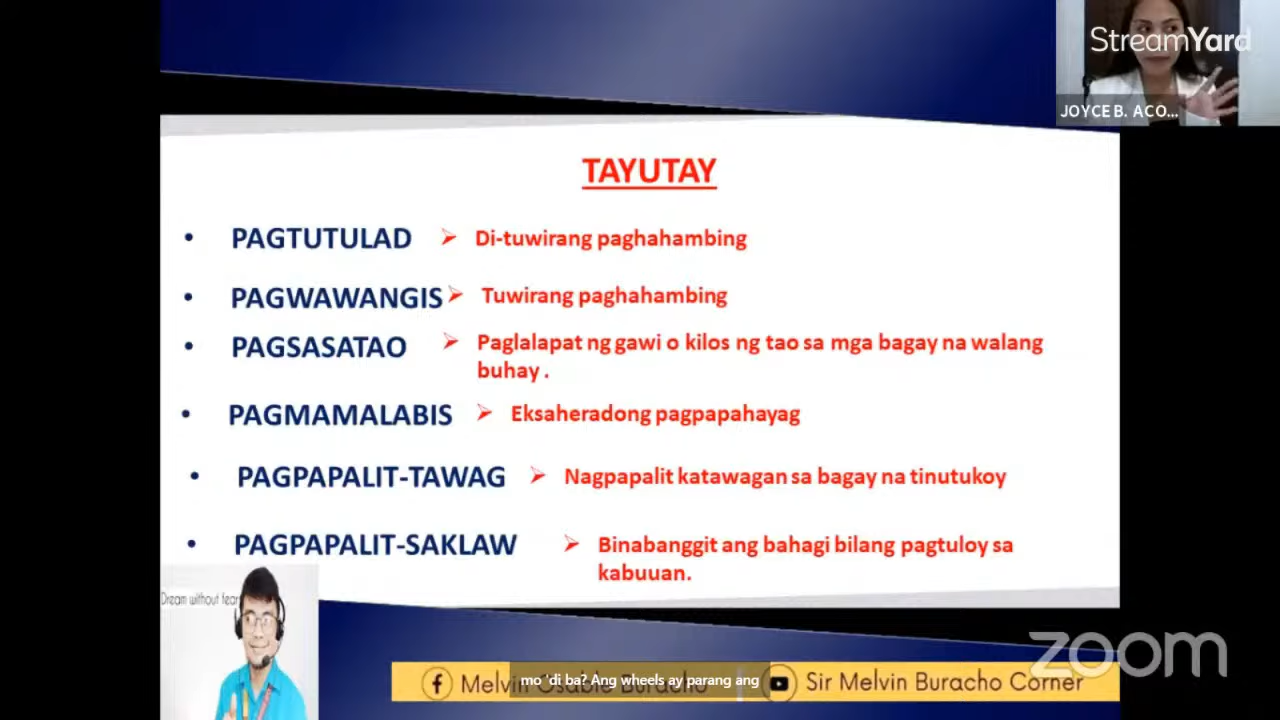 StreamYard
JOYCE B. ACO...
TAYUTAY
• PAGTUTULAD ➢ Di-tuwirang paghahambing
• PAGWAWANGIS ➢ Tuwirang paghahambing
• PAGSASATAO ➢ Paglalapat ng gawi o kilos ng tao sa mga bagay na walang
buhay .
• PAGMAMALABIS ➢ Eksaheradong pagpapahayag
• PAGPAPALIT-TAWAG ➢ Nagpapalit katawagan sa bagay na tinutukoy
• PAGPAPALIT-SAKLAW ➢ Binabanggit ang bahagi bilang pagtuloy sa
kabuuan.
Dream without fear
zoom
Melvin Buracho
mo 'di ba? Ang wheels ay parang ang
Sir Melvin Buracho Corner